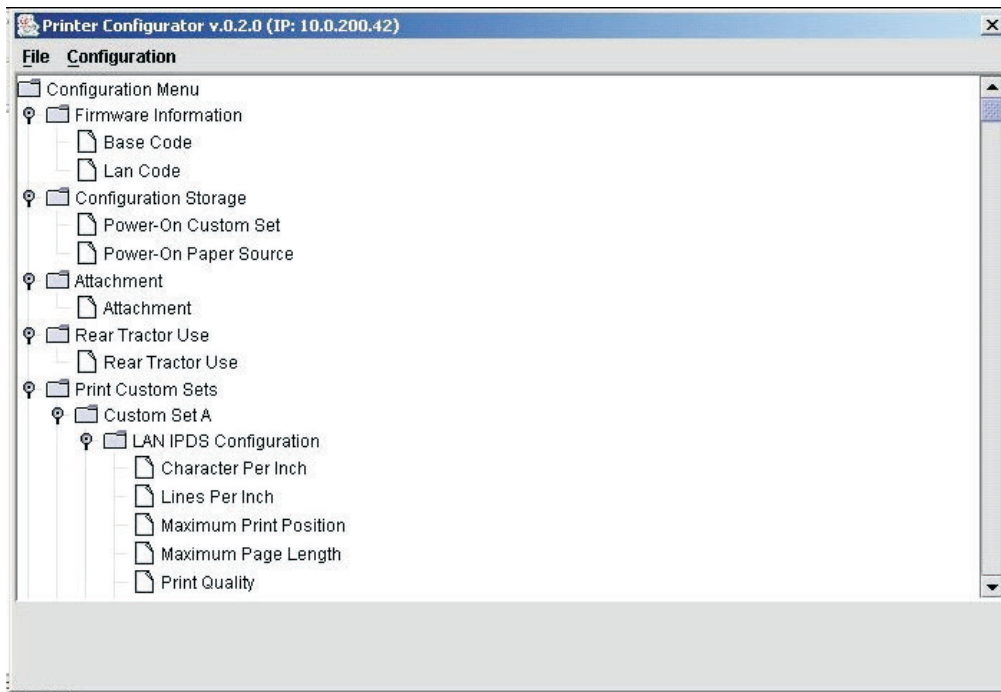 Printer Configurator v.0.2.0 (IP: 10.0.200.42)
File Configuration
Configuration Menu
Firmware Information
Base Code
Lan Code
Configuration Storage
Power-On Custom Set
Power-On Paper Source
Attachment
Attachment
Rear Tractor Use
Rear Tractor Use
Print Custom Sets
Custom Set A
LAN IPDS Configuration
Character Per Inch
Lines Per Inch
Maximum Print Position
Maximum Page Length
Print Quality